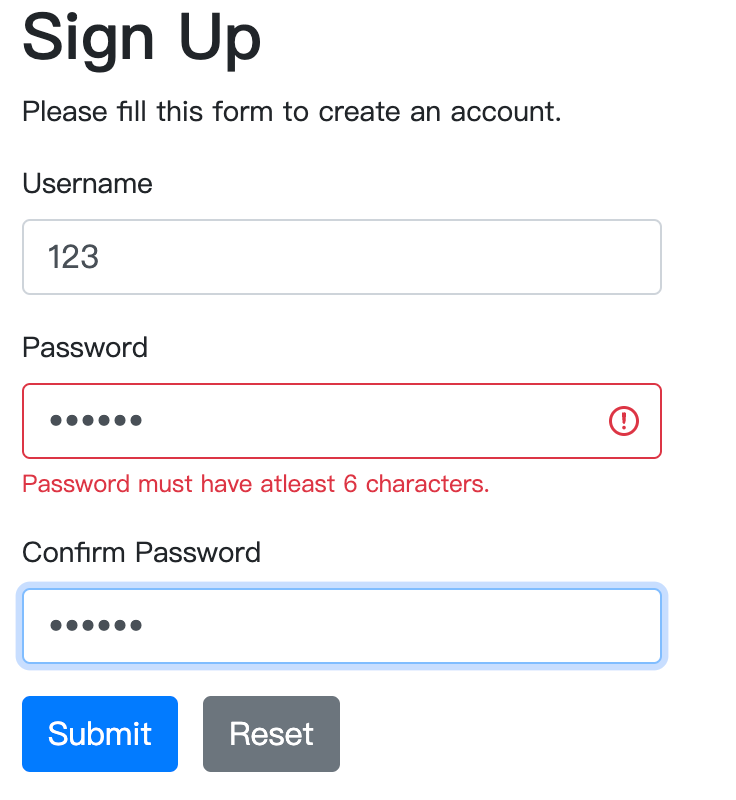 Sign Up
Please fill this form to create an account.
Username
123
Password
••••••
Password must have atleast 6 characters.
Confirm Password
••••••
Submit Reset